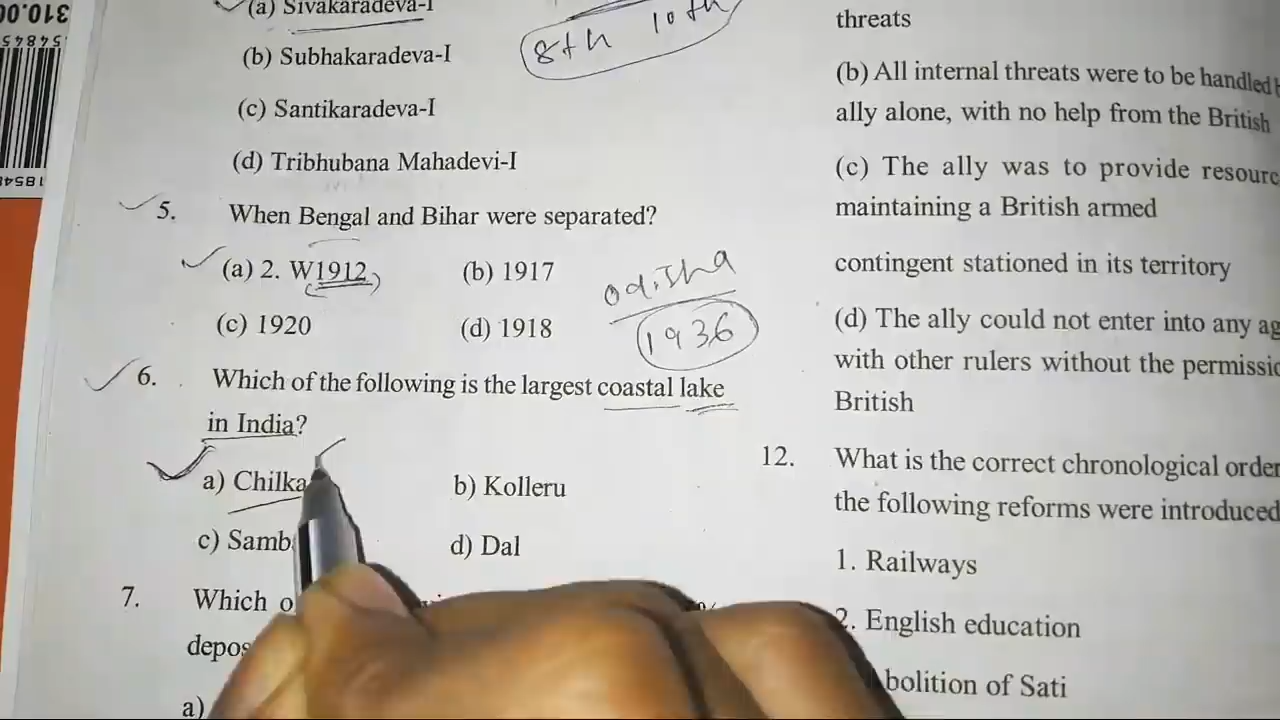 310.00
(a) Sivakaradeva-I
8th 10th
(b) Subhakaradeva-I
(c) Santikaradeva-I
(d) Tribhubana Mahadevi-I
5. When Bengal and Bihar were separated?
(a) 2. W1912 (b) 1917
(c) 1920 (d) 1918
odisha
1936
6. Which of the following is the largest coastal lake
in India?
a) Chilka b) Kolleru
c) Samb d) Dal
7. Which o
depos
a)
threats
(b) All internal threats were to be handled
ally alone, with no help from the British
(c) The ally was to provide resourc
maintaining a British armed
contingent stationed in its territory
(d) The ally could not enter into any ag
with other rulers without the permissio
British
12. What is the correct chronological order
the following reforms were introduced
1. Railways
2. English education
bolition of Sati